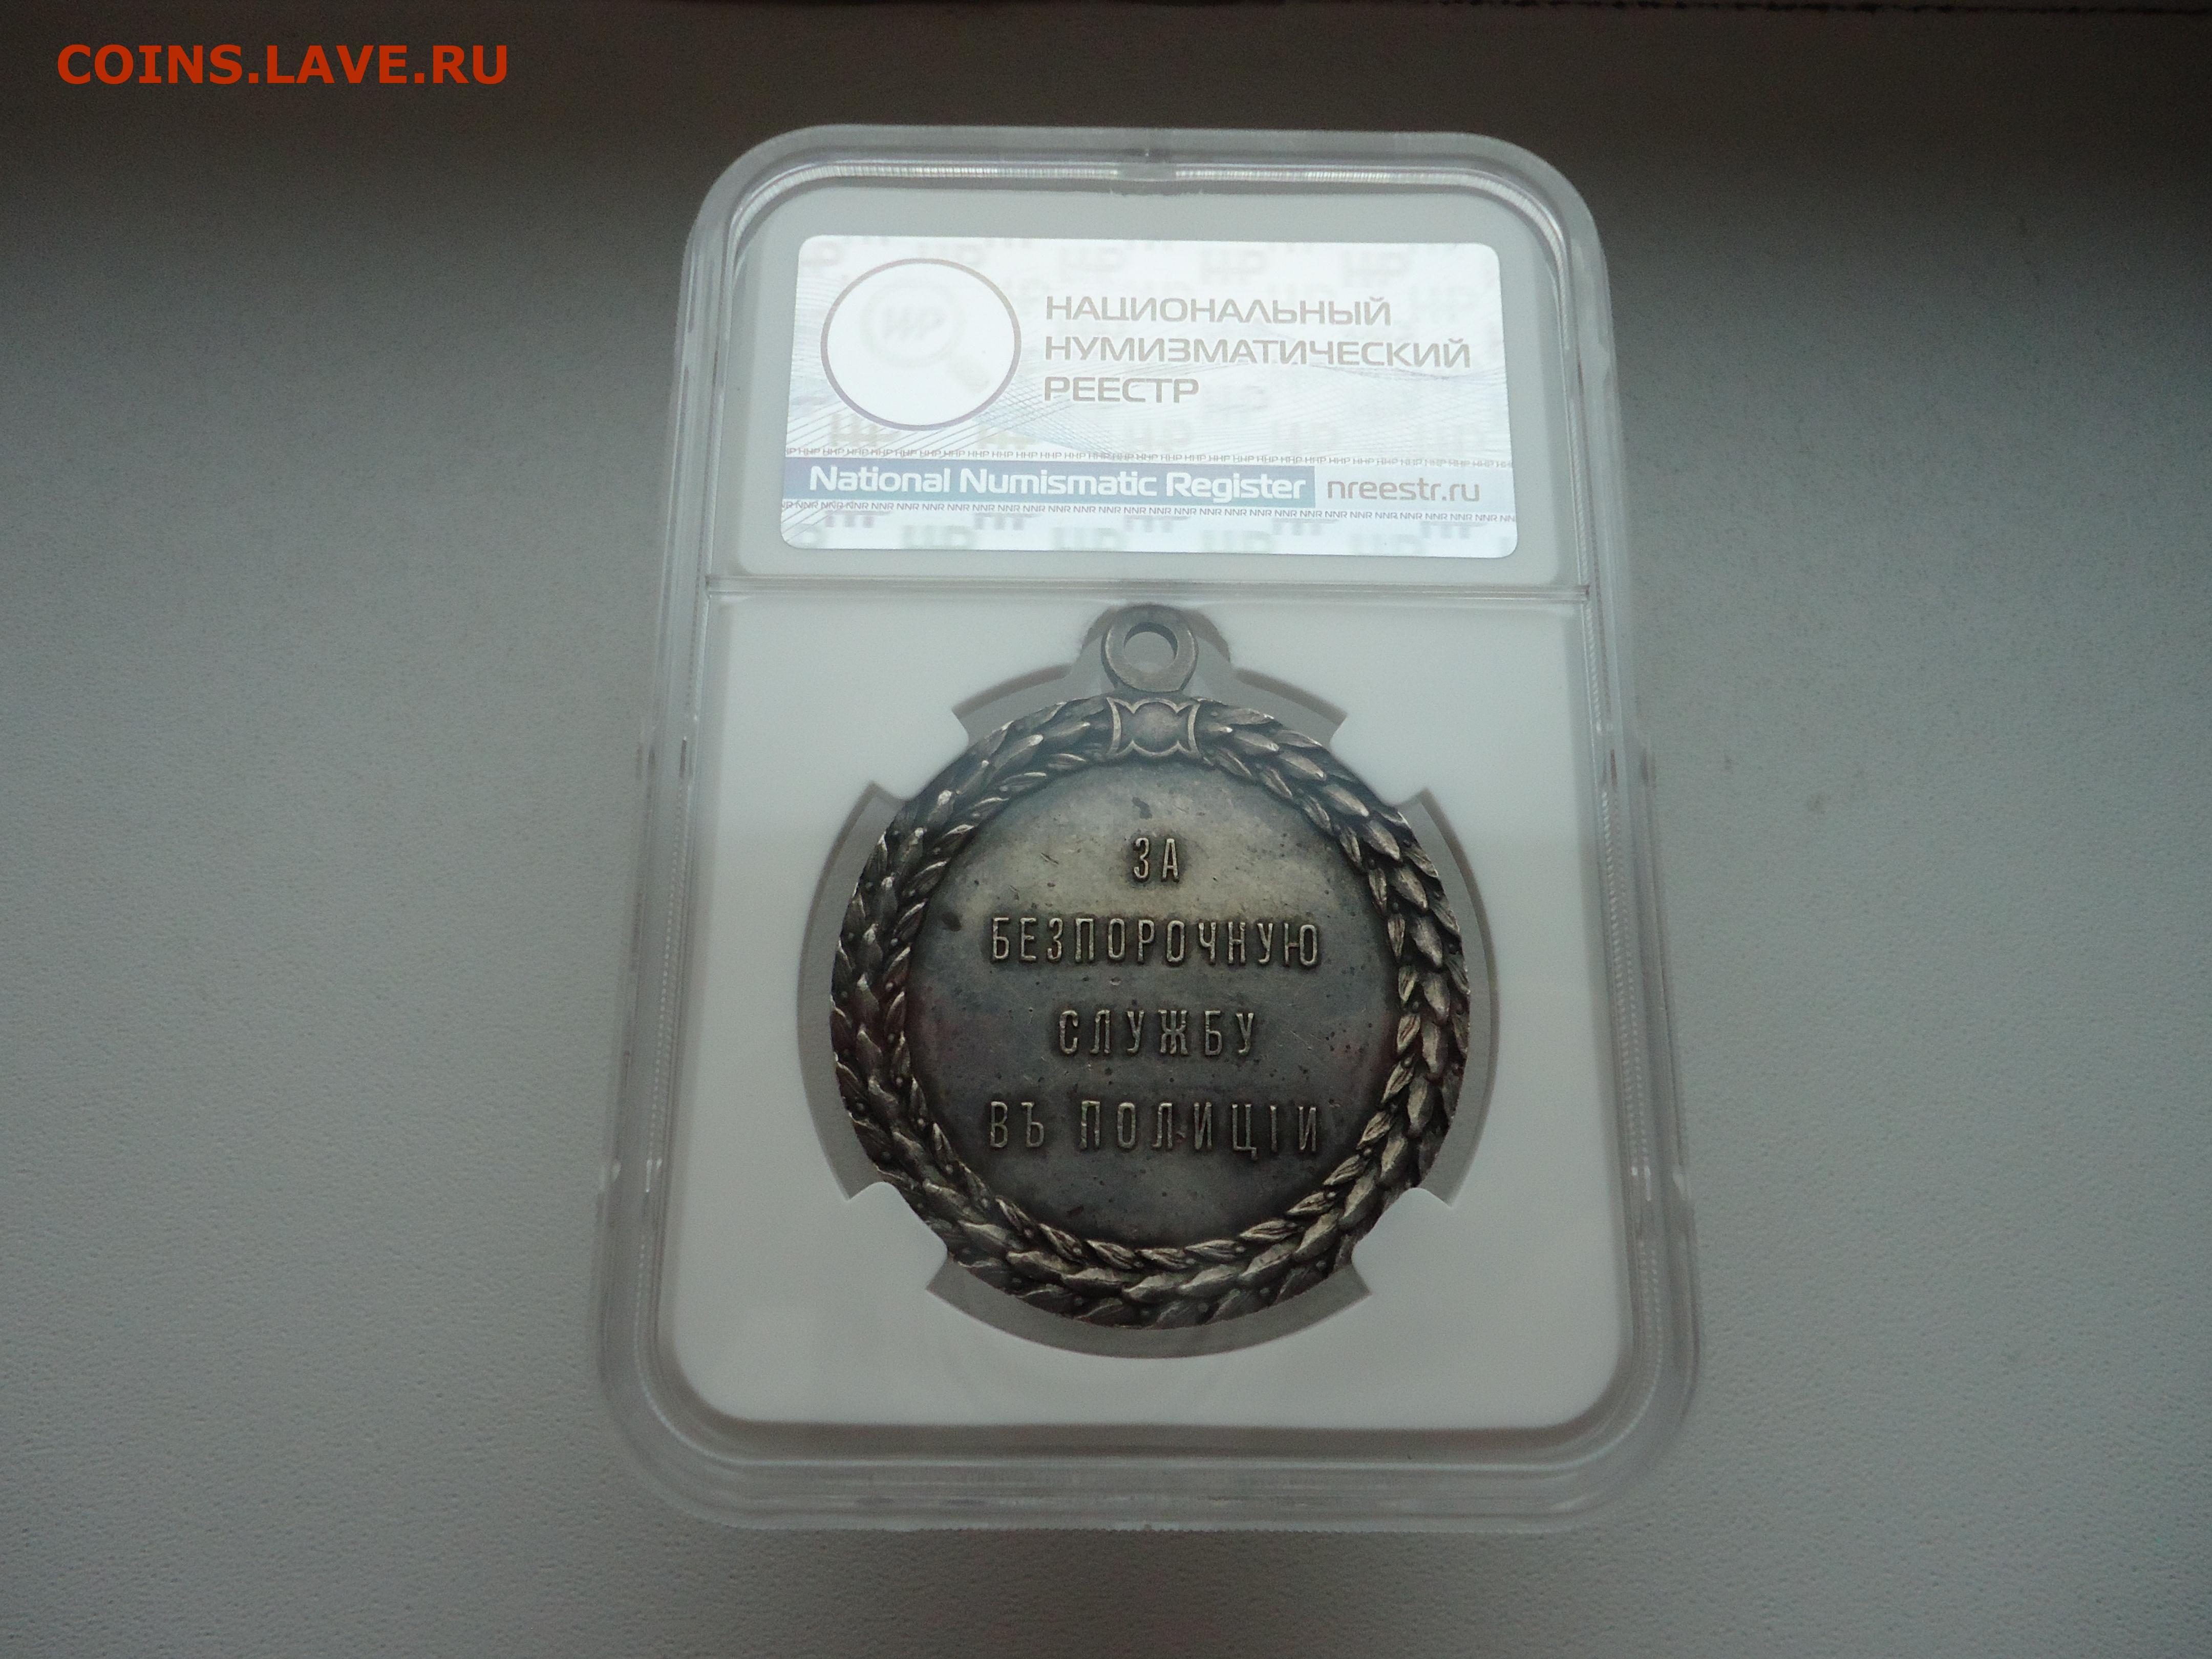 COINS.LAVE.RU
НАЦИОНАЛЬНЫЙ
НУМИЗМАТИЧЕСКИЙ
РЕЕСТР
National Numismatic Register nreestr.ru
ЗА
БЕЗПОРОЧНУЮ
СЛУЖБУ
ВЪ ПОЛИЦІИ